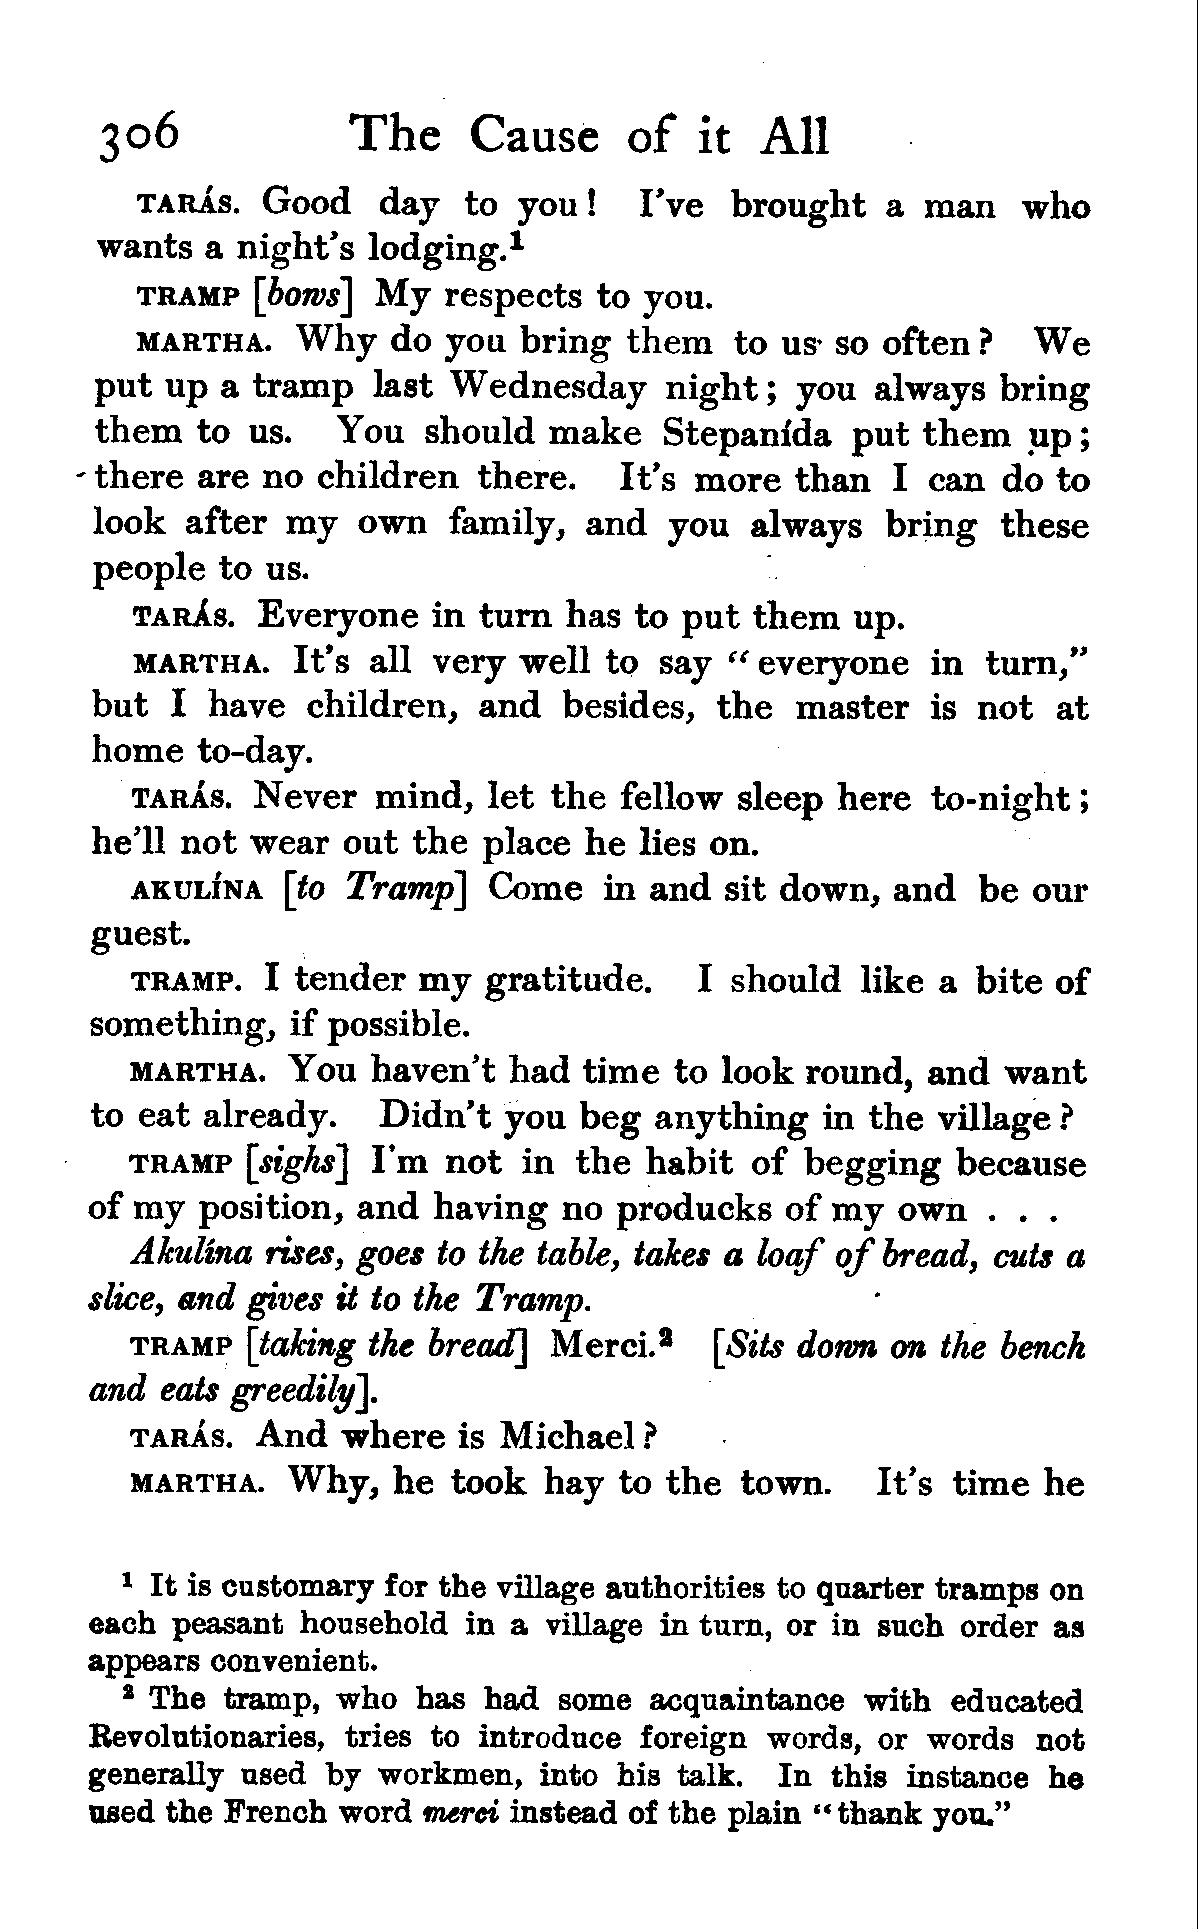 306 The Cause of it All
TARÁS. Good day to you! I've brought a man who
wants a night's lodging.¹
TRAMP [bows] My respects to you.
MARTHA. Why do you bring them to us so often? We
put up a tramp last Wednesday night; you always bring
them to us. You should make Stepanída put them up;
there are no children there. It's more than I can do to
look after my own family, and you always bring these
people to us.
TARÁS. Everyone in turn has to put them up.
MARTHA. It's all very well to say "everyone in turn,"
but I have children, and besides, the master is not at
home to-day.
TARÁS. Never mind, let the fellow sleep here to-night;
he'll not wear out the place he lies on.
AKULÍNA [to Tramp] Come in and sit down, and be our
guest.
TRAMP. I tender my gratitude. I should like a bite of
something, if possible.
MARTHA. You haven't had time to look round, and want
to eat already. Didn't you beg anything in the village?
TRAMP [sighs] I'm not in the habit of begging because
of my position, and having no producks of my own . . .
Akulína rises, goes to the table, takes a loaf of bread, cuts a
slice, and gives it to the Tramp.
TRAMP [taking the bread] Merci.² [Sits down on the bench
and eats greedily].
TARÁS. And where is Michael?
MARTHA. Why, he took hay to the town. It's time he
¹ It is customary for the village authorities to quarter tramps on
each peasant household in a village in turn, or in such order as
appears convenient.
² The tramp, who has had some acquaintance with educated
Revolutionaries, tries to introduce foreign words, or words not
generally used by workmen, into his talk. In this instance he
used the French word merci instead of the plain "thank you."